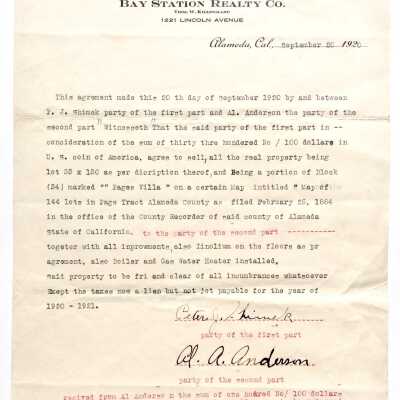 BAY STATION REALTY CO.
1221 LINCOLN AVENUE
Alameda, Cal. September 20 1920
This agreement made this 20 th day of september 1920 by and between
P. J. Shimek party of the first part and Al. Anderson the party of the
second part " Witnesseth That the said party of the first part in --
consideration of the sum of thirty thre hundered No / 100 dollars in
U. s. coin of America, agree to sell, all the real property being
lot 33 x 130 as per dicription therof, and Being a portion of Block
(24) marked "" Pages Villa " on a certain Map intitled " Map of
144 lots in Page Tract Alameda County as filed February 18, 1884
in the office of the County Recorder of said county of Alameda
State of California. to the party of the second part -----------
togeter with all improvments also linolium on the floors as pr
agrement, also Boiler and Gas Water Heater installed,
said property to be fri and clear of all incumbrances whatenever
Exept the taxes now a lien but not jet payable for the year of
1920 - 1921.
Peter J. Shimek
party of the first part
Al. A. Anderson
party of the second part
recived from Al Anderson the sum of one hundred No/ 100 dollars